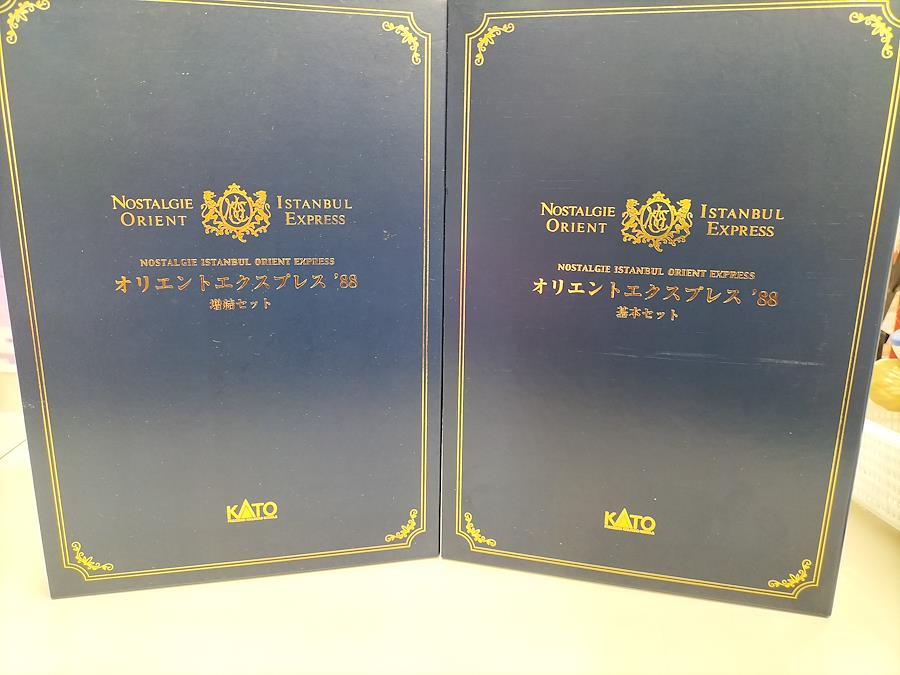 NOSTALGIE ISTANBUL
ORIENT EXPRESS
NOSTALGIE ISTANBUL ORIENT EXPRESS
オリエントエクスプレス '88
増結セット
KATO
NOSTALGIE ISTANBUL
ORIENT EXPRESS
NOSTALGIE ISTANBUL ORIENT EXPRESS
オリエントエクスプレス '88
基本セット
KATO